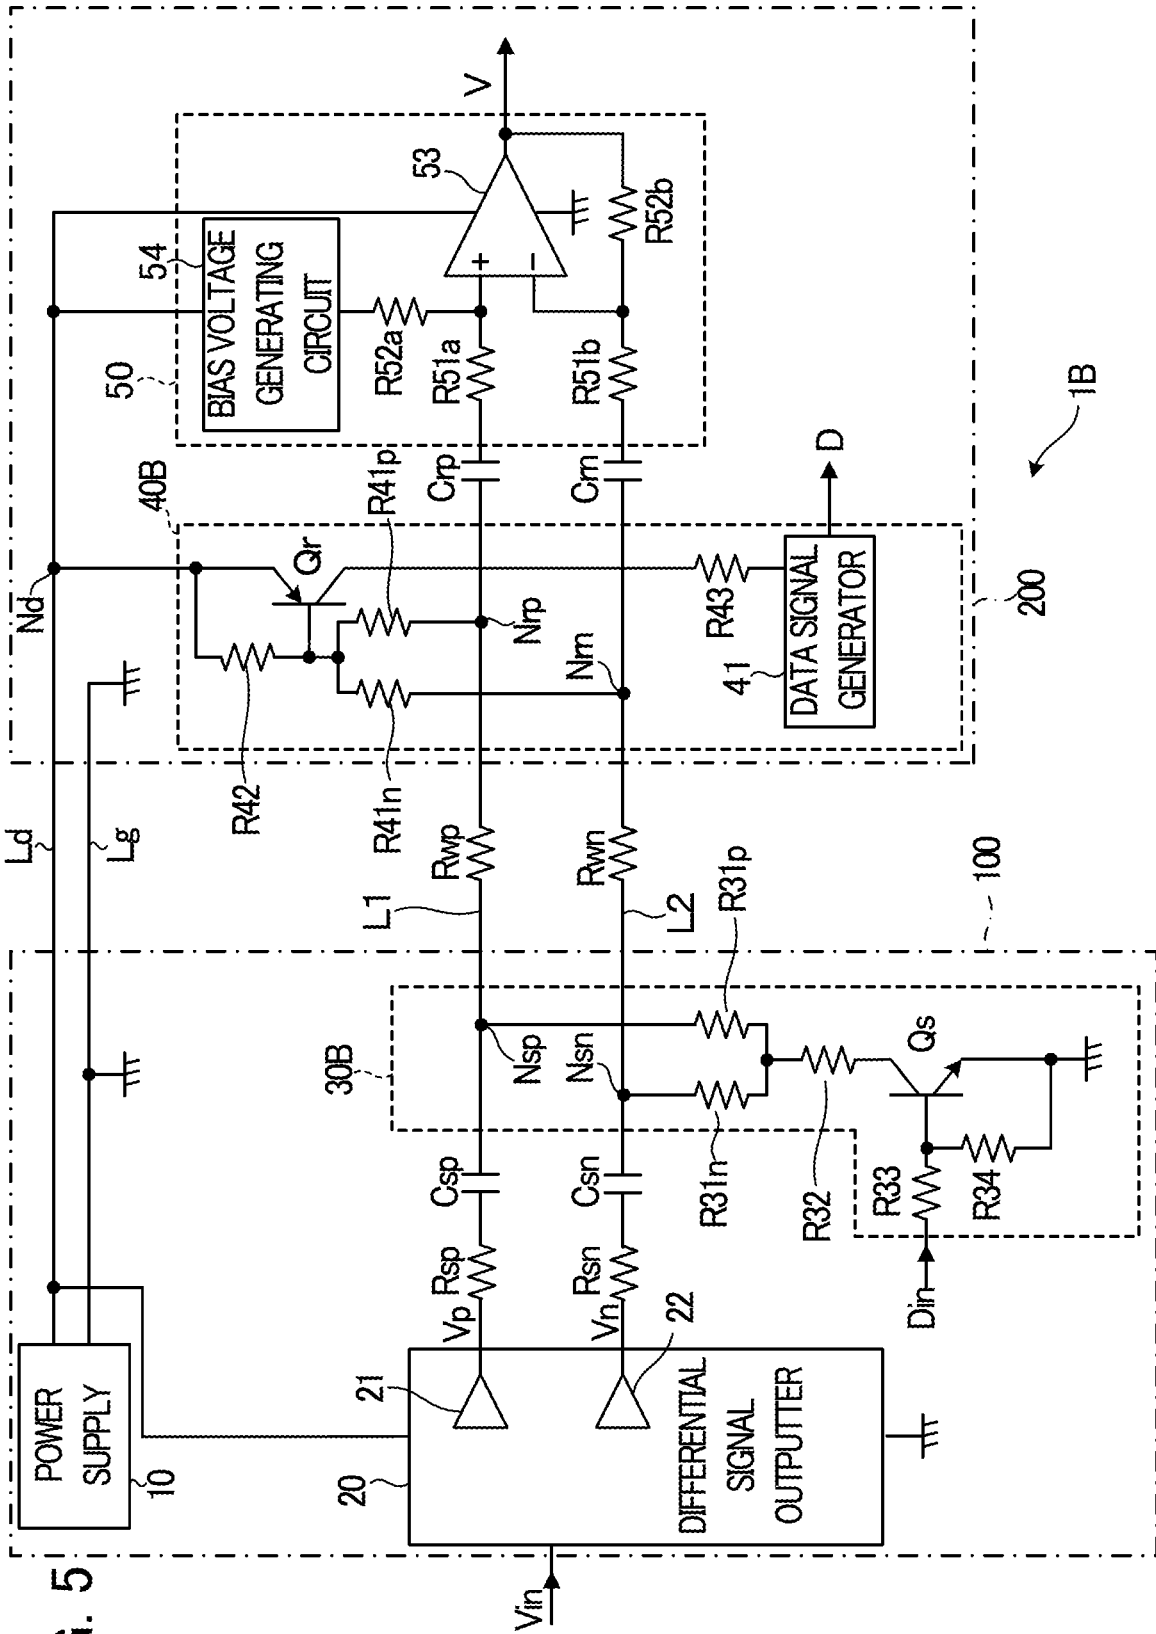 5
POWER
SUPPLY
10
Ld
Lg
Nd
Vin
20
DIFFERENTIAL
SIGNAL
OUTPUTTER
21
22
Vp
Vn
Rsp
Rsn
Csp
Csn
30B
Nsp
Nsn
R31n
R31p
R32
R33
R34
Qs
Din
100
L1
L2
Rwp
Rwn
R42
R41n
R41p
40B
Qr
Nrp
Nrn
R43
41
DATA SIGNAL
GENERATOR
D
200
Crp
Crn
50
54
BIAS VOLTAGE
GENERATING
CIRCUIT
R52a
R51a
R51b
R52b
53
+
−
V
1B